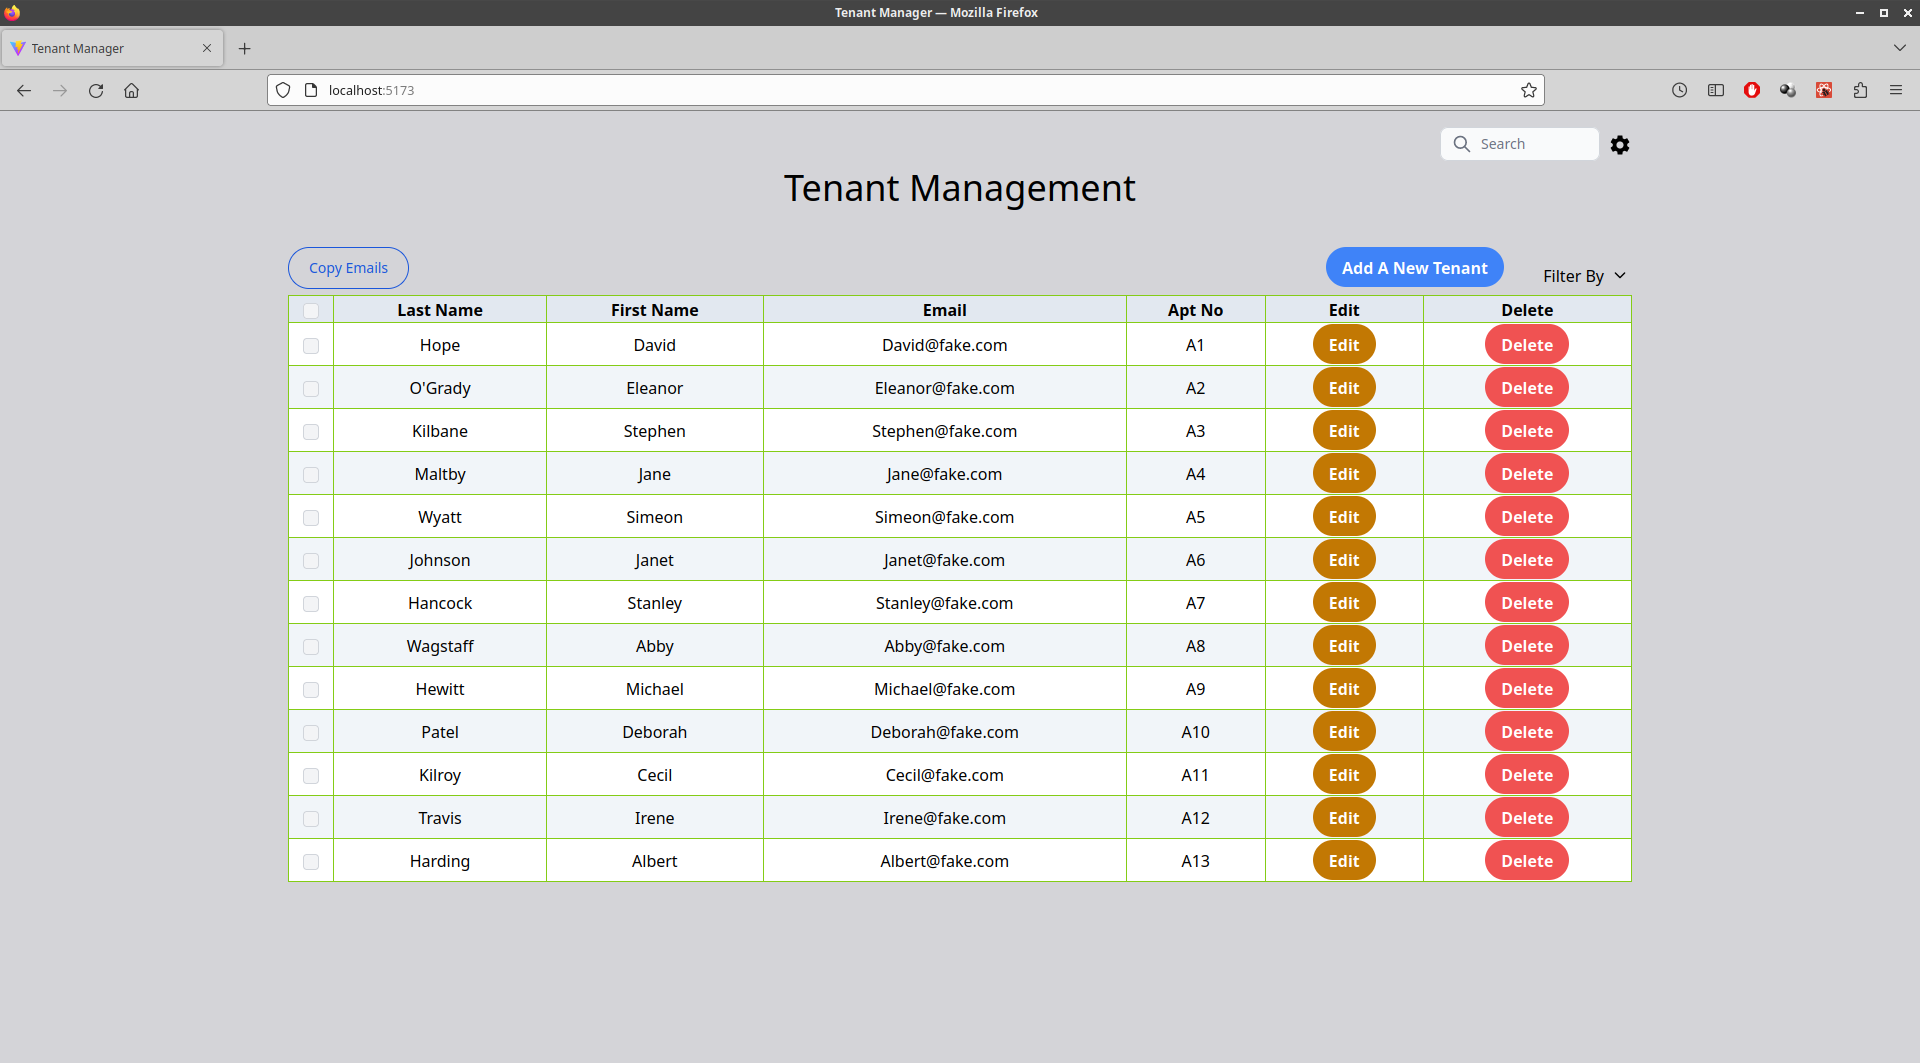 Tenant Manager — Mozilla Firefox
Tenant Manager
localhost:5173
Search
Tenant Management
Copy Emails Add A New Tenant Filter By
Last Name First Name Email Apt No Edit Delete
Hope David David@fake.com A1 Edit Delete
O'Grady Eleanor Eleanor@fake.com A2 Edit Delete
Kilbane Stephen Stephen@fake.com A3 Edit Delete
Maltby Jane Jane@fake.com A4 Edit Delete
Wyatt Simeon Simeon@fake.com A5 Edit Delete
Johnson Janet Janet@fake.com A6 Edit Delete
Hancock Stanley Stanley@fake.com A7 Edit Delete
Wagstaff Abby Abby@fake.com A8 Edit Delete
Hewitt Michael Michael@fake.com A9 Edit Delete
Patel Deborah Deborah@fake.com A10 Edit Delete
Kilroy Cecil Cecil@fake.com A11 Edit Delete
Travis Irene Irene@fake.com A12 Edit Delete
Harding Albert Albert@fake.com A13 Edit Delete